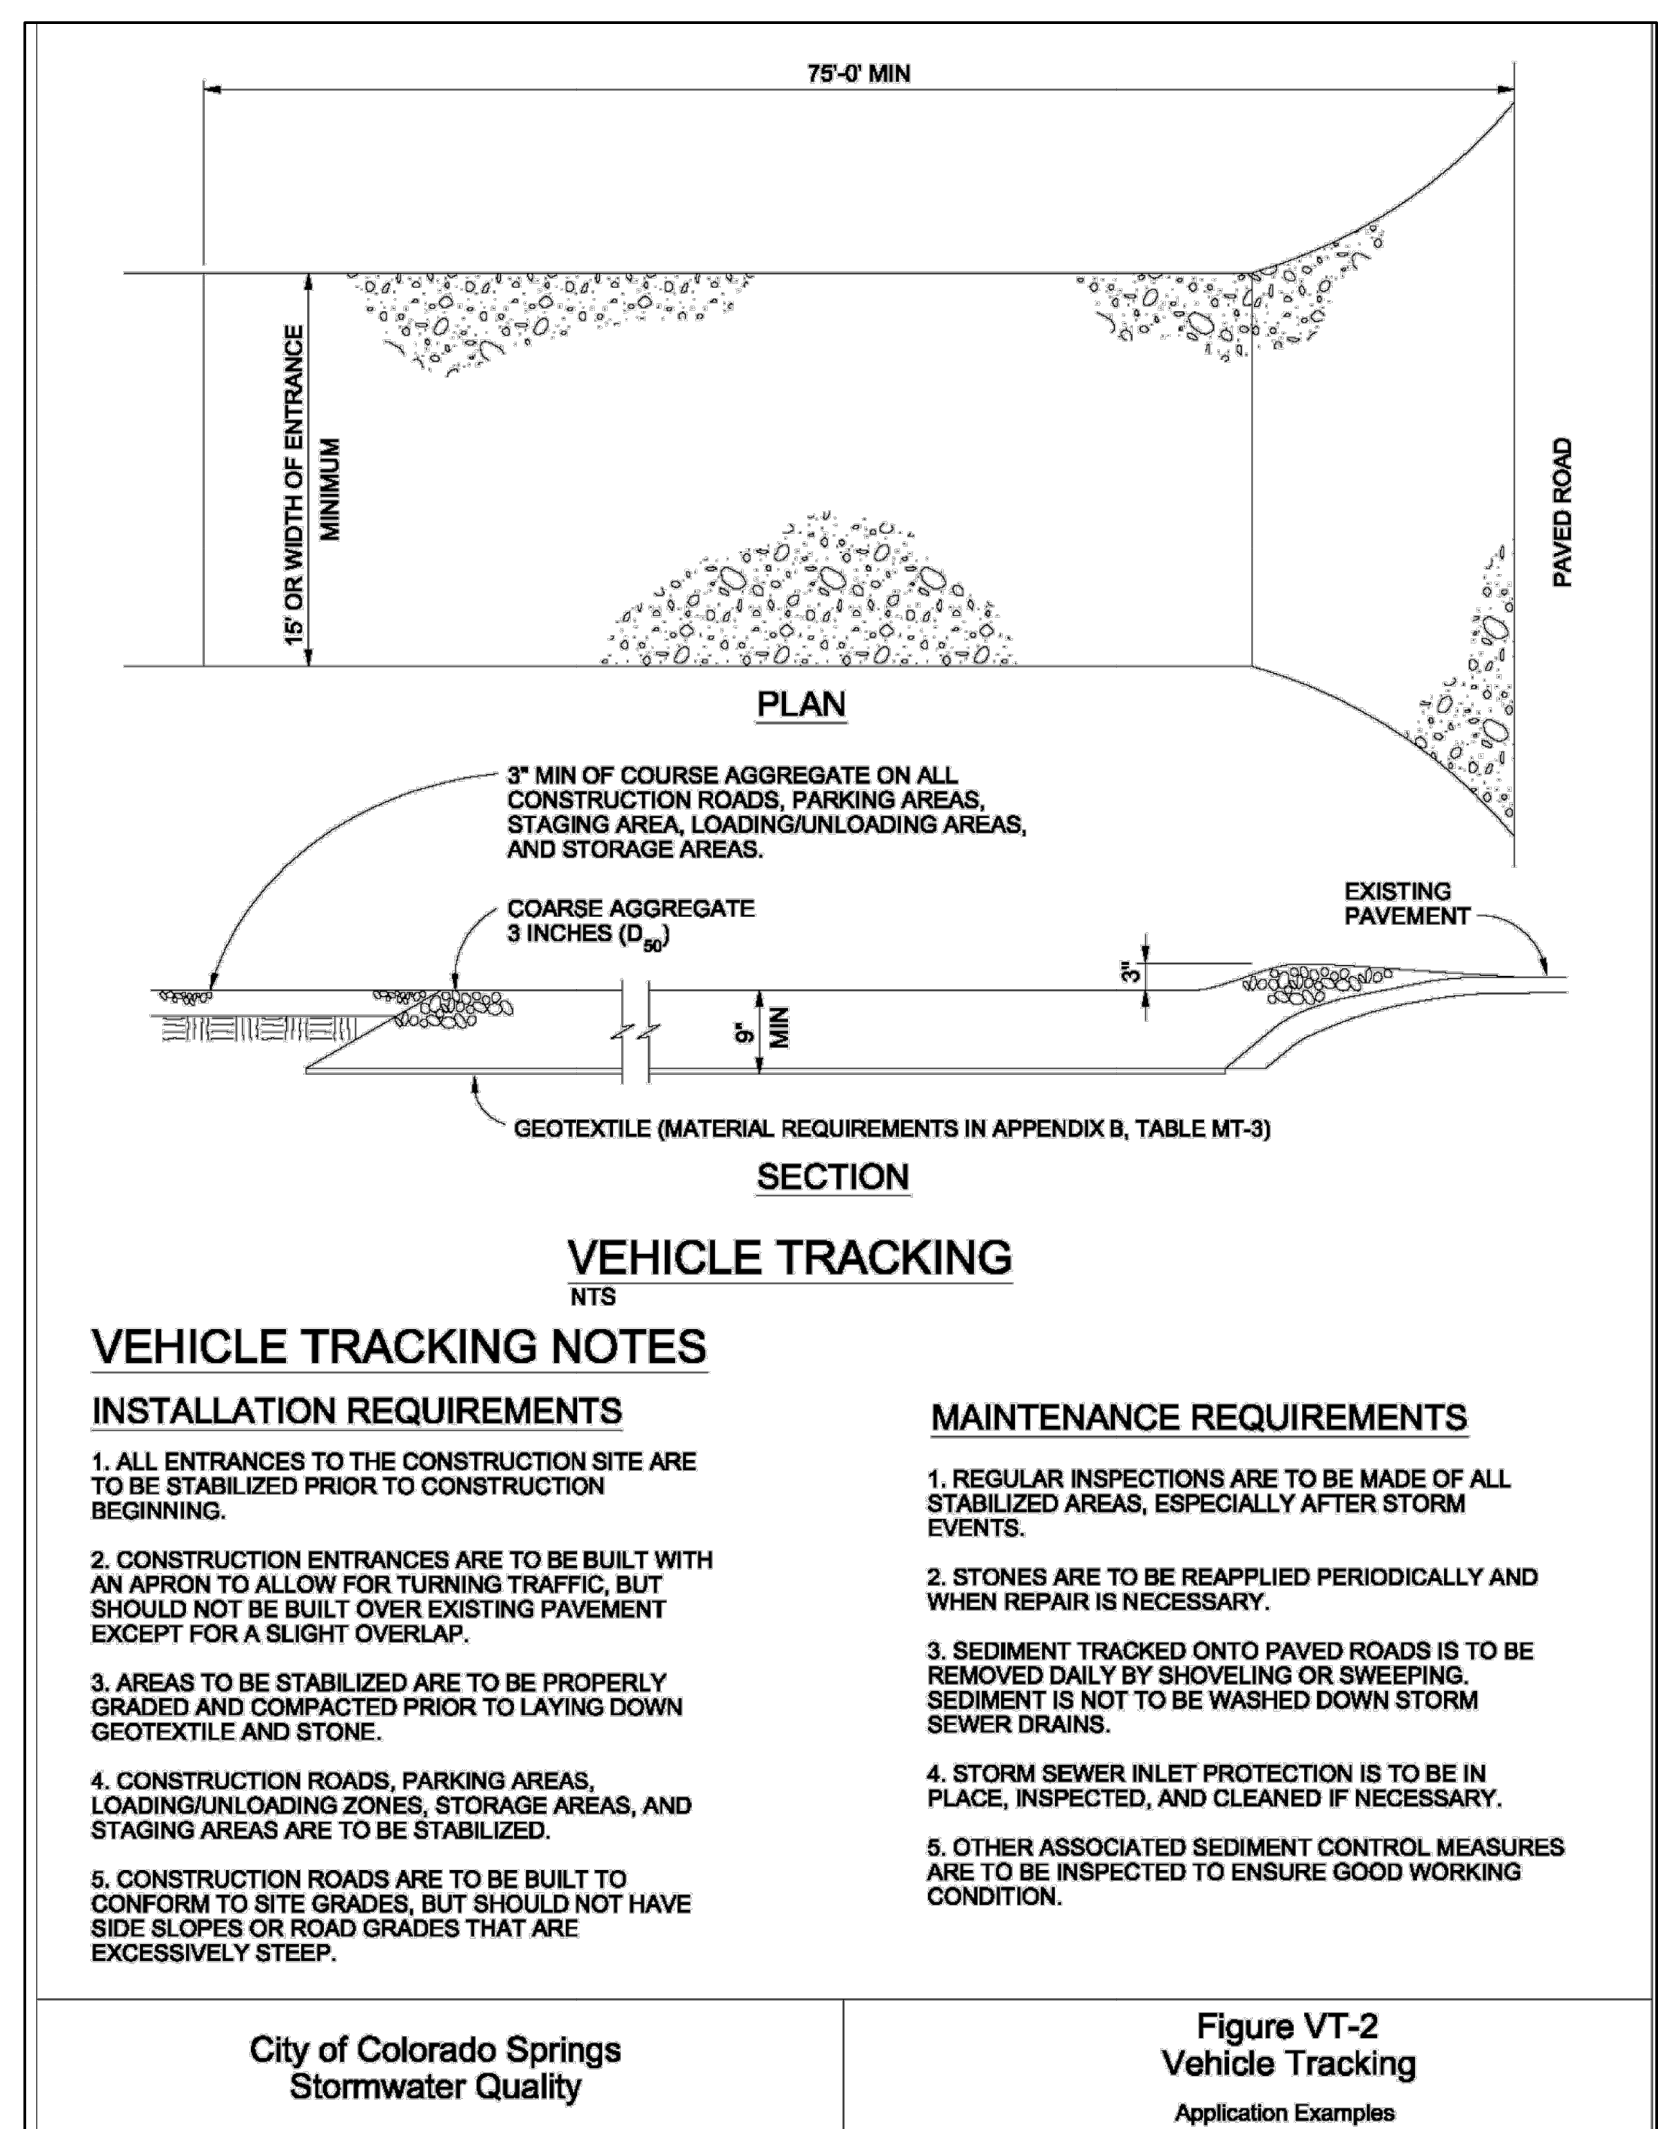 75'-0' MIN
15' OR WIDTH OF ENTRANCE
MINIMUM
PAVED ROAD
PLAN
3" MIN OF COURSE AGGREGATE ON ALL
CONSTRUCTION ROADS, PARKING AREAS,
STAGING AREA, LOADING/UNLOADING AREAS,
AND STORAGE AREAS.
COARSE AGGREGATE
3 INCHES (D50)
EXISTING
PAVEMENT
3"
9"
MIN
GEOTEXTILE (MATERIAL REQUIREMENTS IN APPENDIX B, TABLE MT-3)
SECTION
VEHICLE TRACKING
NTS
VEHICLE TRACKING NOTES
INSTALLATION REQUIREMENTS
1. ALL ENTRANCES TO THE CONSTRUCTION SITE ARE
TO BE STABILIZED PRIOR TO CONSTRUCTION
BEGINNING.
2. CONSTRUCTION ENTRANCES ARE TO BE BUILT WITH
AN APRON TO ALLOW FOR TURNING TRAFFIC, BUT
SHOULD NOT BE BUILT OVER EXISTING PAVEMENT
EXCEPT FOR A SLIGHT OVERLAP.
3. AREAS TO BE STABILIZED ARE TO BE PROPERLY
GRADED AND COMPACTED PRIOR TO LAYING DOWN
GEOTEXTILE AND STONE.
4. CONSTRUCTION ROADS, PARKING AREAS,
LOADING/UNLOADING ZONES, STORAGE AREAS, AND
STAGING AREAS ARE TO BE STABILIZED.
5. CONSTRUCTION ROADS ARE TO BE BUILT TO
CONFORM TO SITE GRADES, BUT SHOULD NOT HAVE
SIDE SLOPES OR ROAD GRADES THAT ARE
EXCESSIVELY STEEP.
MAINTENANCE REQUIREMENTS
1. REGULAR INSPECTIONS ARE TO BE MADE OF ALL
STABILIZED AREAS, ESPECIALLY AFTER STORM
EVENTS.
2. STONES ARE TO BE REAPPLIED PERIODICALLY AND
WHEN REPAIR IS NECESSARY.
3. SEDIMENT TRACKED ONTO PAVED ROADS IS TO BE
REMOVED DAILY BY SHOVELING OR SWEEPING.
SEDIMENT IS NOT TO BE WASHED DOWN STORM
SEWER DRAINS.
4. STORM SEWER INLET PROTECTION IS TO BE IN
PLACE, INSPECTED, AND CLEANED IF NECESSARY.
5. OTHER ASSOCIATED SEDIMENT CONTROL MEASURES
ARE TO BE INSPECTED TO ENSURE GOOD WORKING
CONDITION.
City of Colorado Springs
Stormwater Quality
Figure VT-2
Vehicle Tracking
Application Examples